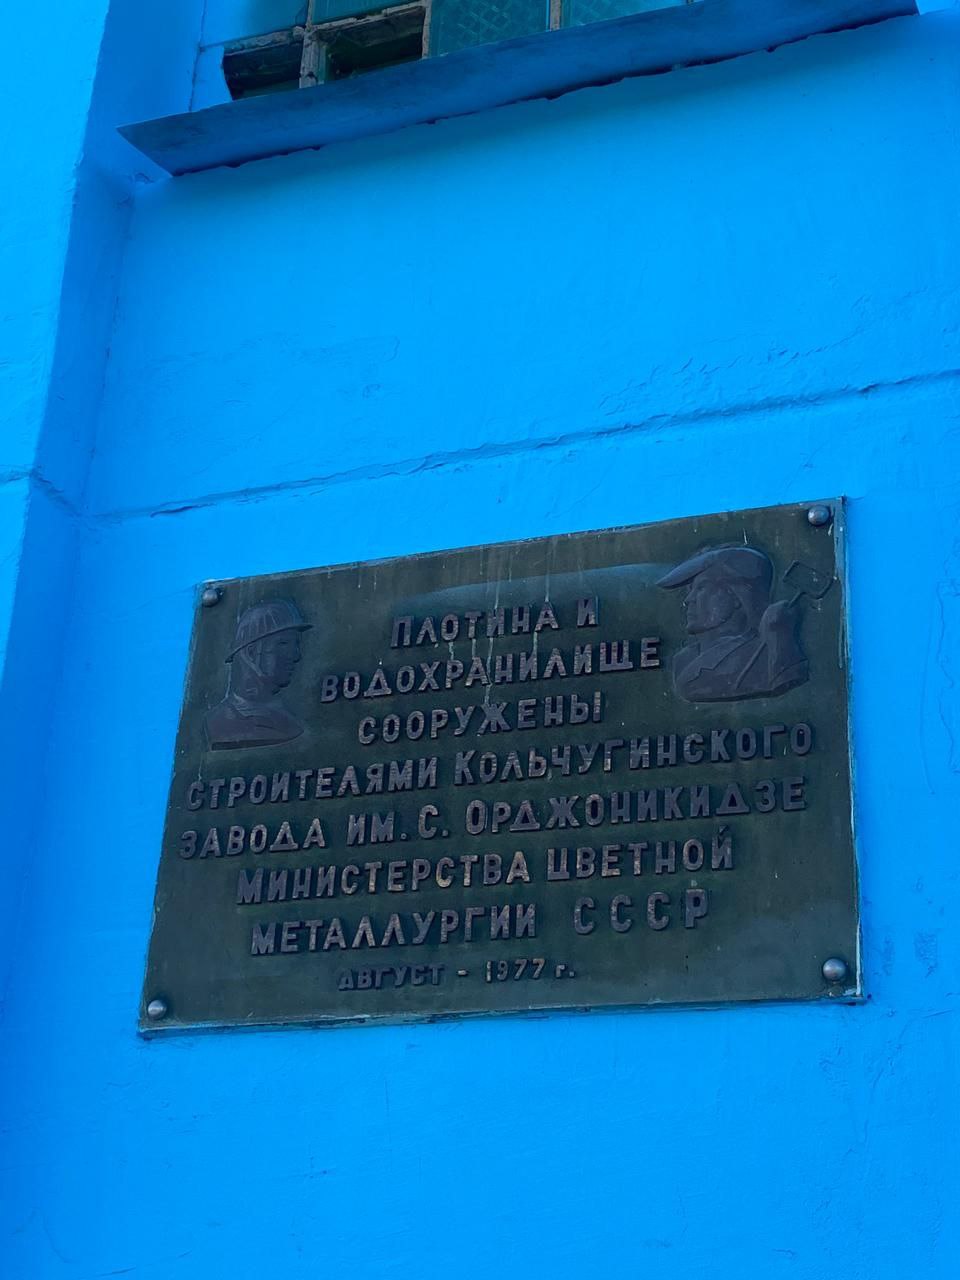 ПЛОТИНА И
ВОДОХРАНИЛИЩЕ
СООРУЖЕНЫ
СТРОИТЕЛЯМИ КОЛЬЧУГИНСКОГО
ЗАВОДА ИМ. С. ОРДЖОНИКИДЗЕ
МИНИСТЕРСТВА ЦВЕТНОЙ
МЕТАЛЛУРГИИ СССР
АВГУСТ - 1977 г.